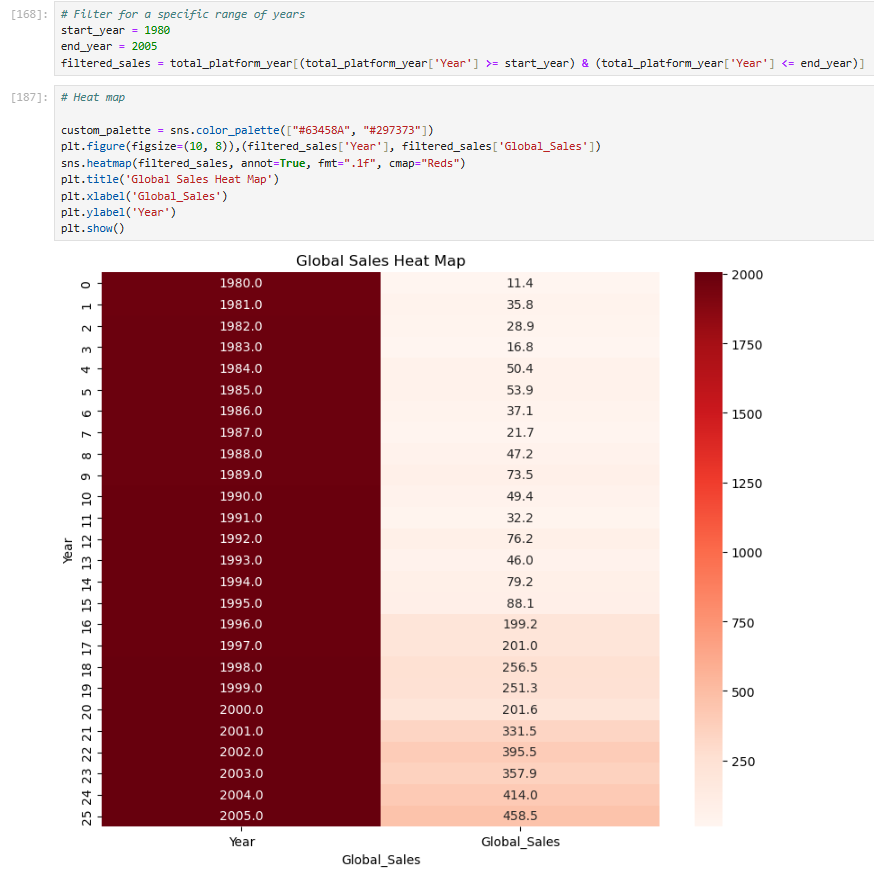 [168]: # Filter for a specific range of years
start_year = 1980
end_year = 2005
filtered_sales = total_platform_year[(total_platform_year['Year'] >= start_year) & (total_platform_year['Year'] <= end_year)]
[187]: # Heat map
custom_palette = sns.color_palette(["#63458A", "#297373"])
plt.figure(figsize=(10, 8)),(filtered_sales['Year'], filtered_sales['Global_Sales'])
sns.heatmap(filtered_sales, annot=True, fmt=".1f", cmap="Reds")
plt.title('Global Sales Heat Map')
plt.xlabel('Global_Sales')
plt.ylabel('Year')
plt.show()
Global Sales Heat Map
0 1980.0 11.4
1 1981.0 35.8
2 1982.0 28.9
3 1983.0 16.8
4 1984.0 50.4
5 1985.0 53.9
6 1986.0 37.1
7 1987.0 21.7
8 1988.0 47.2
9 1989.0 73.5
10 1990.0 49.4
11 1991.0 32.2
12 1992.0 76.2
13 1993.0 46.0
14 1994.0 79.2
15 1995.0 88.1
16 1996.0 199.2
17 1997.0 201.0
18 1998.0 256.5
19 1999.0 251.3
20 2000.0 201.6
21 2001.0 331.5
22 2002.0 395.5
23 2003.0 357.9
24 2004.0 414.0
25 2005.0 458.5
Year
Year Global_Sales
Global_Sales
2000
1750
1500
1250
1000
750
500
250